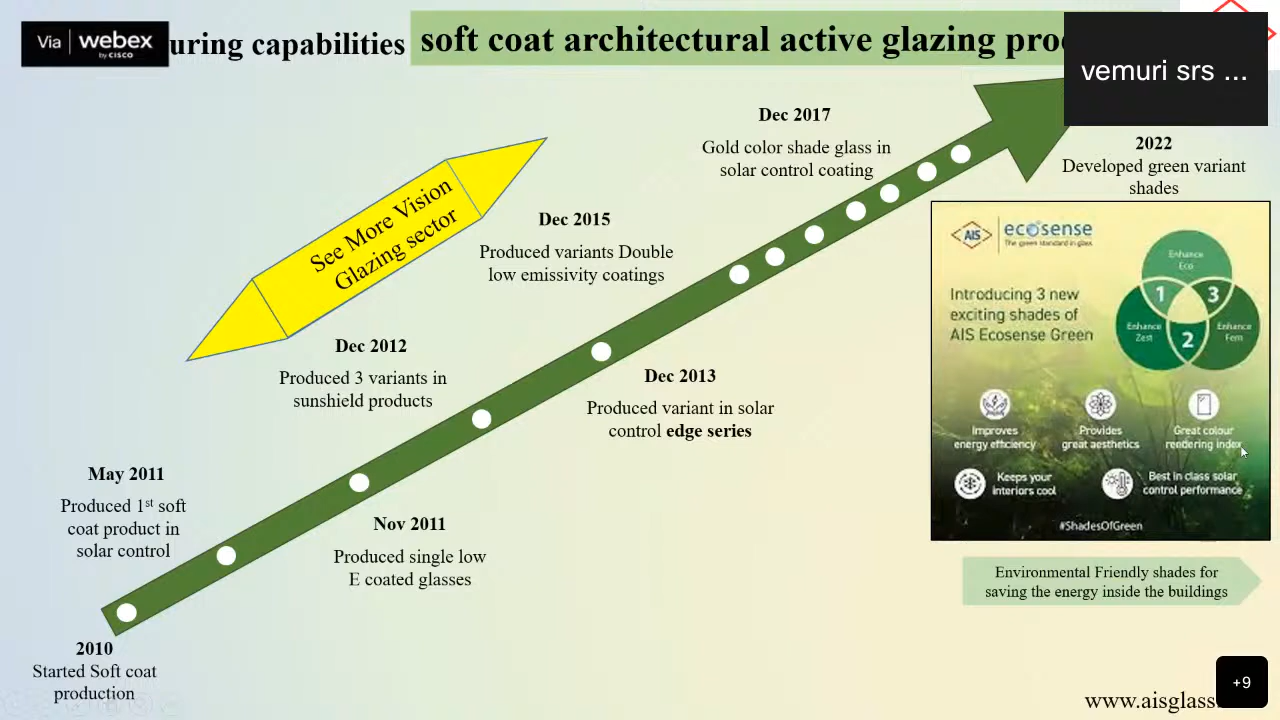 Via webex
by CISCO
uring capabilities soft coat architectural active glazing pro
vemuri srs ...
Dec 2017
Gold color shade glass in
solar control coating
2022
Developed green variant
shades
See More Vision
Glazing sector
Dec 2015
Produced variants Double
low emissivity coatings
AIS ecosense
The green standard in glass
Introducing 3 new
exciting shades of
AIS Ecosense Green
Enhance
Eco
1
3
Enhance
Zest
2
Enhance
Fern
Improves
energy efficiency
Provides
great aesthetics
Great colour
rendering index
Keeps your
interiors cool
Best in class solar
control performance
#ShadesOfGreen
Environmental Friendly shades for
saving the energy inside the buildings
Dec 2012
Produced 3 variants in
sunshield products
Dec 2013
Produced variant in solar
control edge series
May 2011
Produced 1st soft
coat product in
solar control
Nov 2011
Produced single low
E coated glasses
2010
Started Soft coat
production
www.aisglass
+9